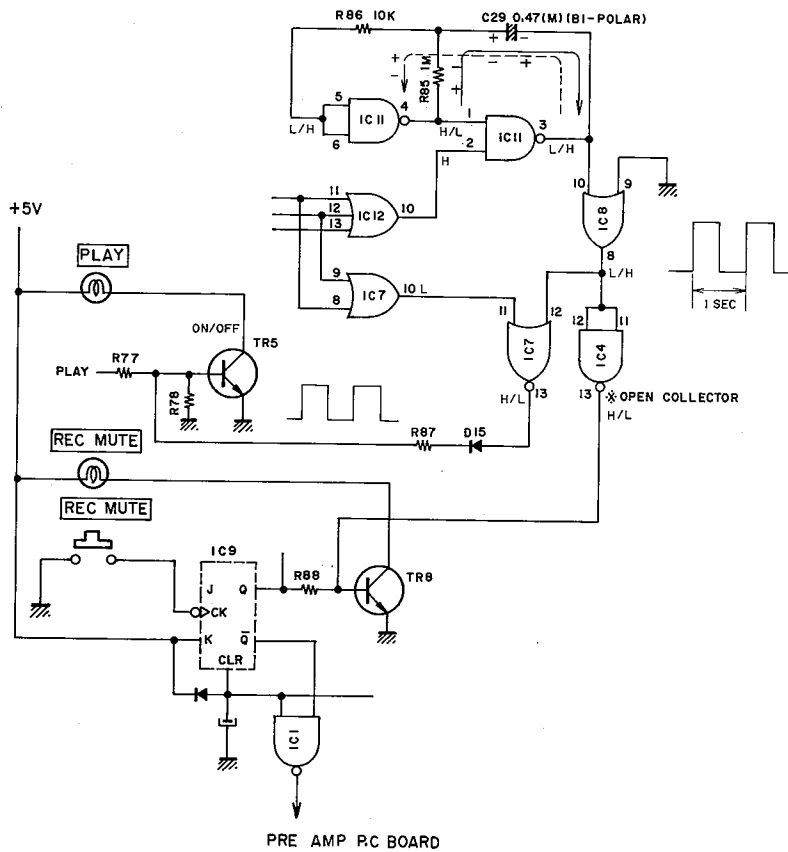 R86 10K
C29 0.47(M)(BI-POLAR)
+ -
+
-
R85 1M
-
+
-
+
5
6
IC11
4
L/H
H/L
1
2
IC11
3
H
L/H
10
9
IC8
8
L/H
11
12
13
IC12
10
9
8
IC7
10 L
11
12
IC7
13
H/L
12
11
IC4
13
※ OPEN COLLECTOR
H/L
1 SEC
+5V
PLAY
ON/OFF
TR5
PLAY
R77
R78
R87
D15
REC MUTE
REC MUTE
IC9
J
Q
CK
K
Q̅
CLR
R88
TR8
IC1
PRE AMP P.C BOARD